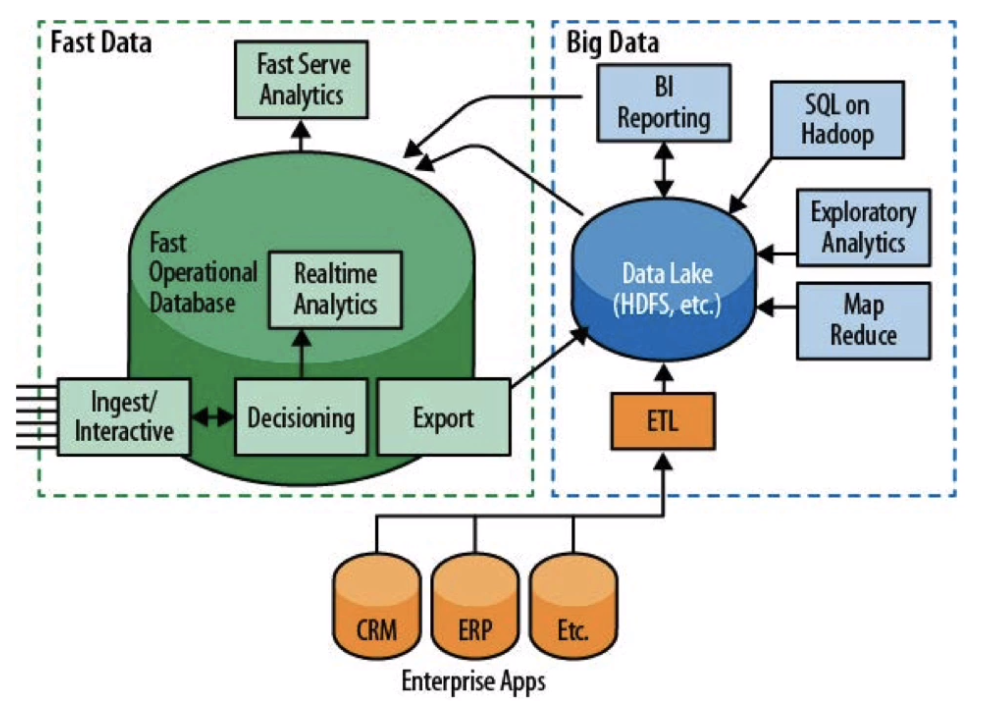 Fast Data
Fast Serve
Analytics
Fast
Operational
Database
Realtime
Analytics
Ingest/
Interactive
Decisioning
Export
Big Data
BI
Reporting
SQL on
Hadoop
Exploratory
Analytics
Data Lake
(HDFS, etc.)
Map
Reduce
ETL
CRM
ERP
Etc.
Enterprise Apps